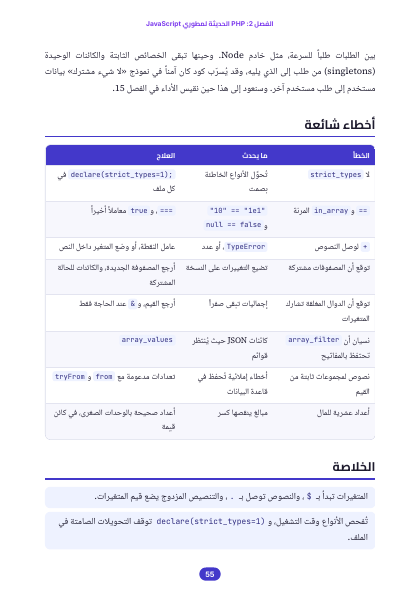 الفصل 2: PHP الحديثة لمطوري JavaScript
بين الطلبات طلباً للسرعة، مثل خادم Node. وحينها تبقى الخصائص الثابتة والكائنات الوحيدة
(singletons) من طلب إلى الذي يليه، وقد يُسرّب كود كان آمناً في نموذج «لا شيء مشترك» بيانات
مستخدم إلى طلب مستخدم آخر. وسنعود إلى هذا حين نقيس الأداء في الفصل 15.
أخطاء شائعة
الخطأ ما يحدث العلاج
لا strict_types تُحوَّل الأنواع الخاطئة declare(strict_types=1); في
بصمت كل ملف
== و in_array المرنة "10" == "1e1" === ، و true معاملاً أخيراً
و null == false
+ لوصل النصوص TypeError ، أو عدد عامل النقطة، أو وضع المتغير داخل النص
توقع أن المصفوفات مشتركة تضيع التغييرات على النسخة أرجع المصفوفة الجديدة، والكائنات للحالة
المشتركة
توقع أن الدوال المغلقة تشارك إجماليات تبقى صفراً أرجع القيم، و & عند الحاجة فقط
المتغيرات
نسيان أن array_filter كائنات JSON حيث يُنتظر array_values
تحتفظ بالمفاتيح قوائم
نصوص لمجموعات ثابتة من أخطاء إملائية تُحفظ في تعدادات مدعومة مع from و tryFrom
القيم قاعدة البيانات
أعداد عشرية للمال مبالغ ينقصها كسر أعداد صحيحة بالوحدات الصغرى، في كائن
قيمة
الخلاصة
المتغيرات تبدأ بـ $ ، والنصوص توصل بـ . ، والتنصيص المزدوج يضع قيم المتغيرات.
تُفحص الأنواع وقت التشغيل، و declare(strict_types=1) توقف التحويلات الصامتة في
الملف.
55